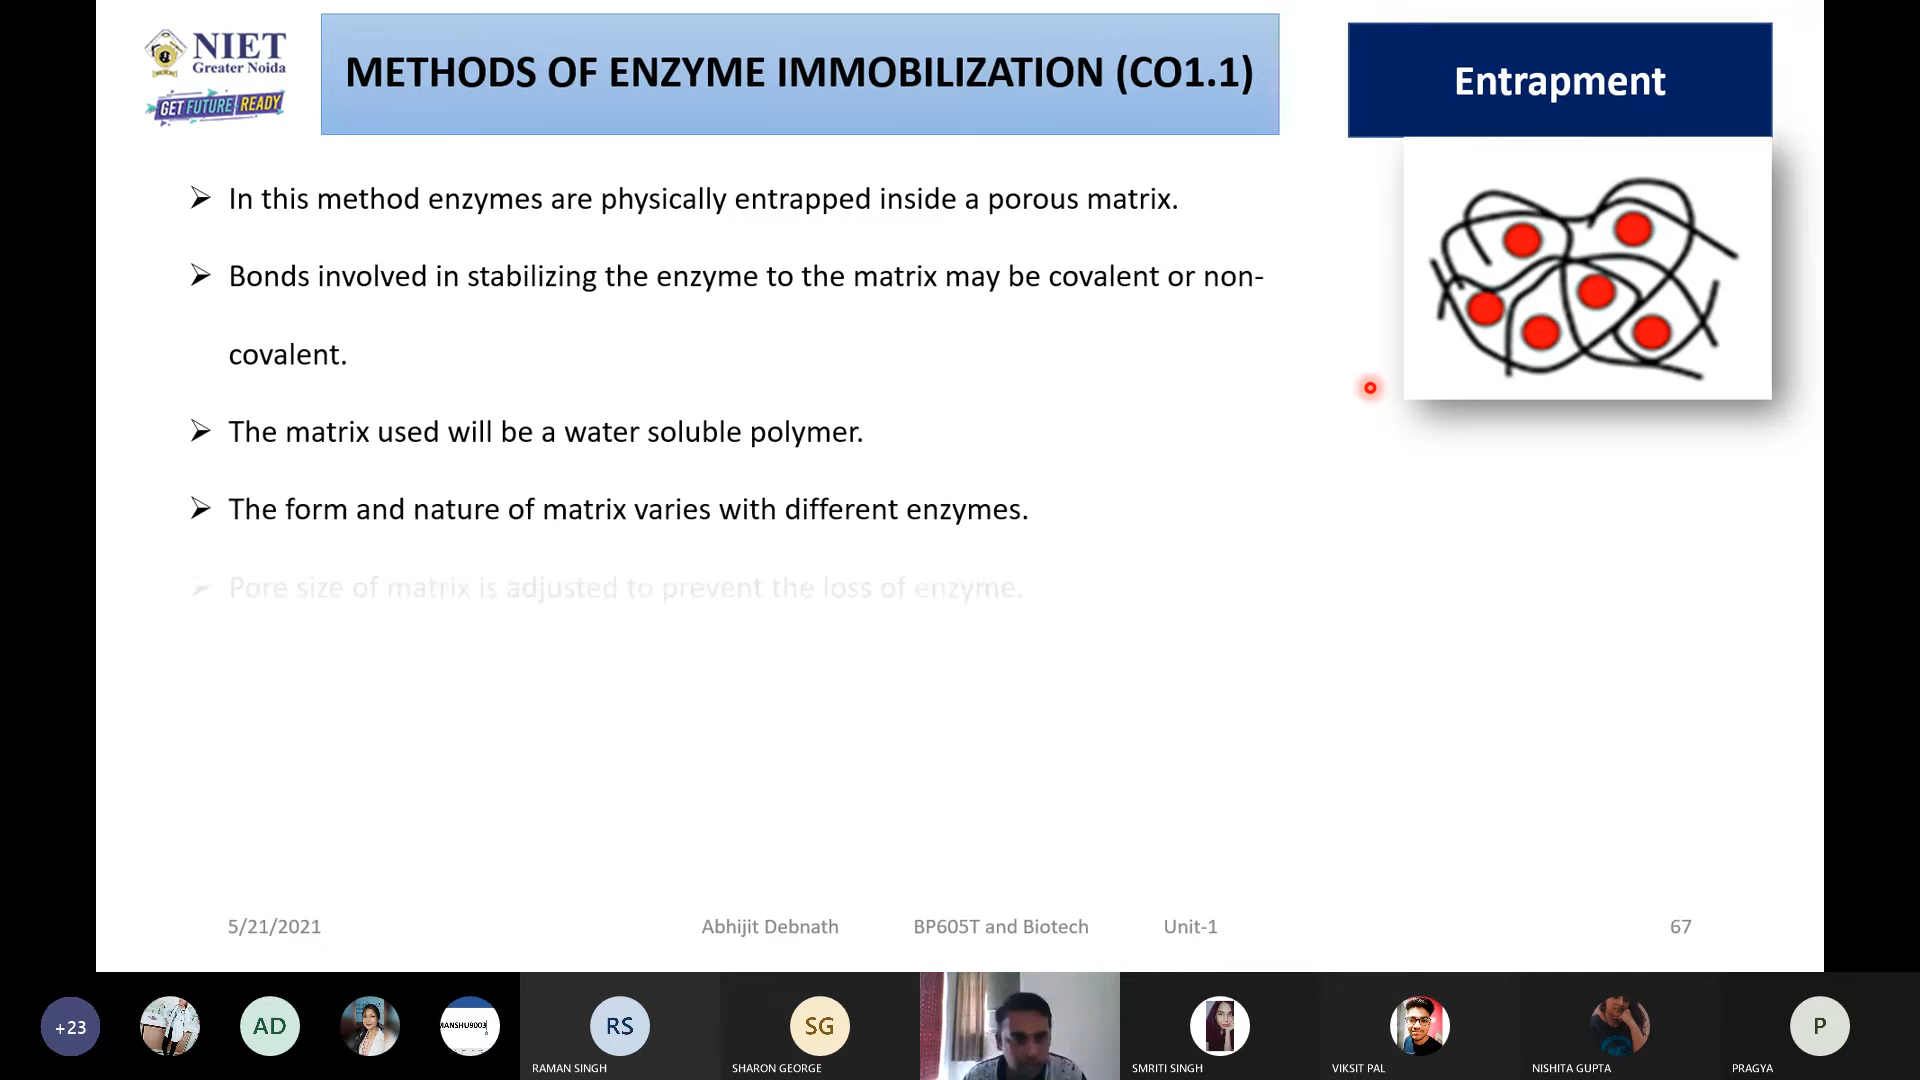 NIET
Greater Noida
GET FUTURE READY
METHODS OF ENZYME IMMOBILIZATION (CO1.1)
Entrapment
➢ In this method enzymes are physically entrapped inside a porous matrix.
➢ Bonds involved in stabilizing the enzyme to the matrix may be covalent or non-
covalent.
➢ The matrix used will be a water soluble polymer.
➢ The form and nature of matrix varies with different enzymes.
➢ Pore size of matrix is adjusted to prevent the loss of enzyme.
5/21/2021 Abhijit Debnath BP605T and Biotech Unit-1 67
+23 AD MANSHU9003 RS SG P
RAMAN SINGH SHARON GEORGE SMRITI SINGH VIKSIT PAL NISHITA GUPTA PRAGYA